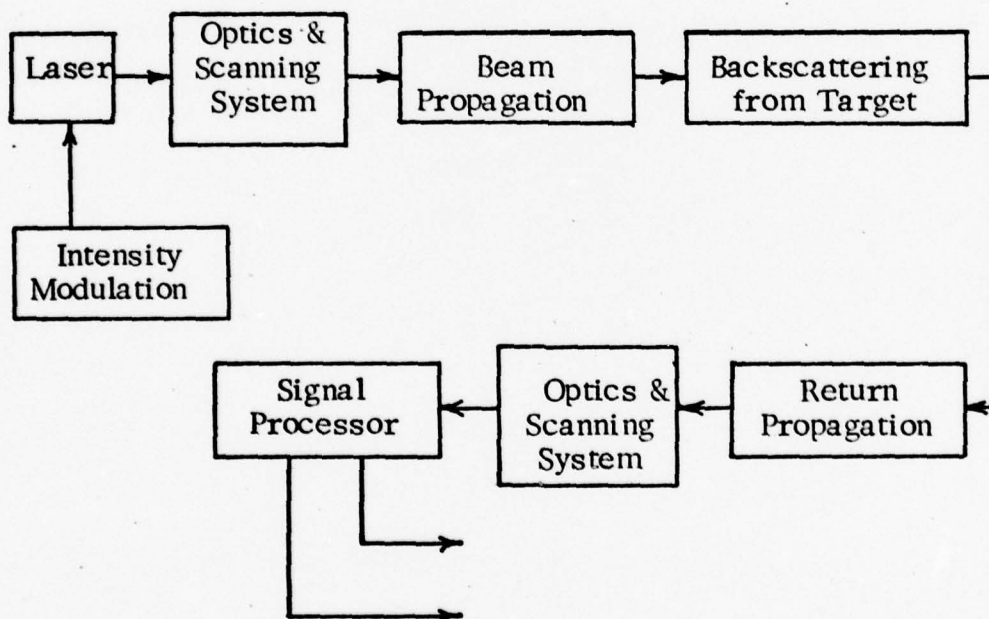 Laser
Optics &
Scanning
System
Beam
Propagation
Backscattering
from Target
Intensity
Modulation
Signal
Processor
Optics &
Scanning
System
Return
Propagation